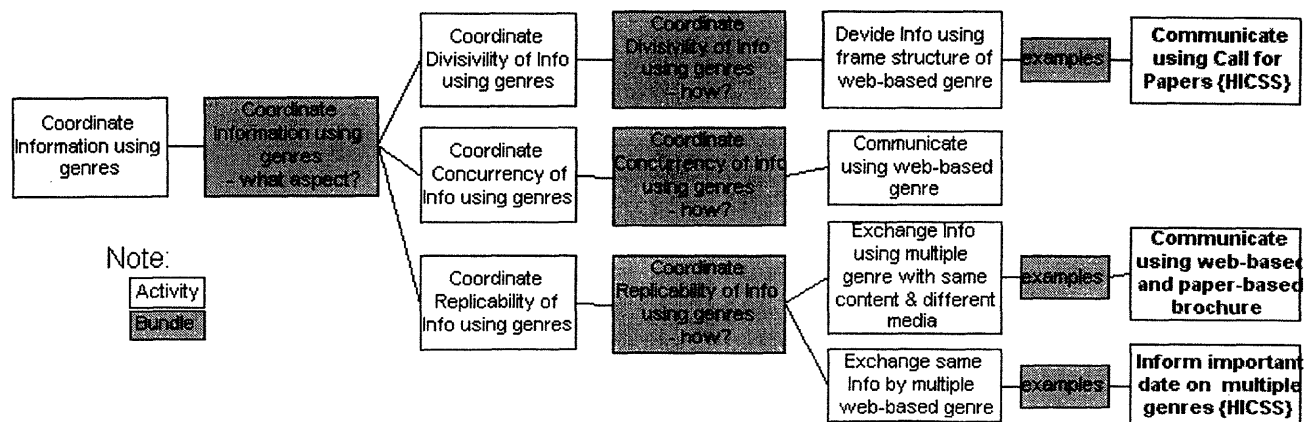 Coordinate
Information using
genres
Coordinate
Information using
genres
- what aspect?
Coordinate
Divisivility of Info
using genres
Coordinate
Divisivility of Info
using genres
- how?
Devide Info using
frame structure of
web-based genre
examples
Communicate
using Call for
Papers {HICSS}
Coordinate
Concurrency of
Info using genres
Coordinate
Concurrency of Info
using genres
- how?
Communicate
using web-based
genre
Coordinate
Replicability of
Info using genres
Coordinate
Replicability of Info
using genres
- how?
Exchange Info
using multiple
genre with same
content & different
media
examples
Communicate
using web-based
and paper-based
brochure
Exchange same
Info by multiple
web-based genre
examples
Inform important
date on multiple
genres {HICSS}
Note:
Activity
Bundle